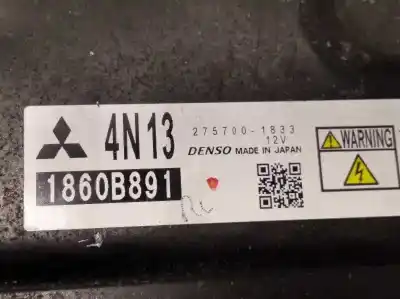 4N13
275700-1833
12V
DENSO MADE IN JAPAN
1860B891
WARNING